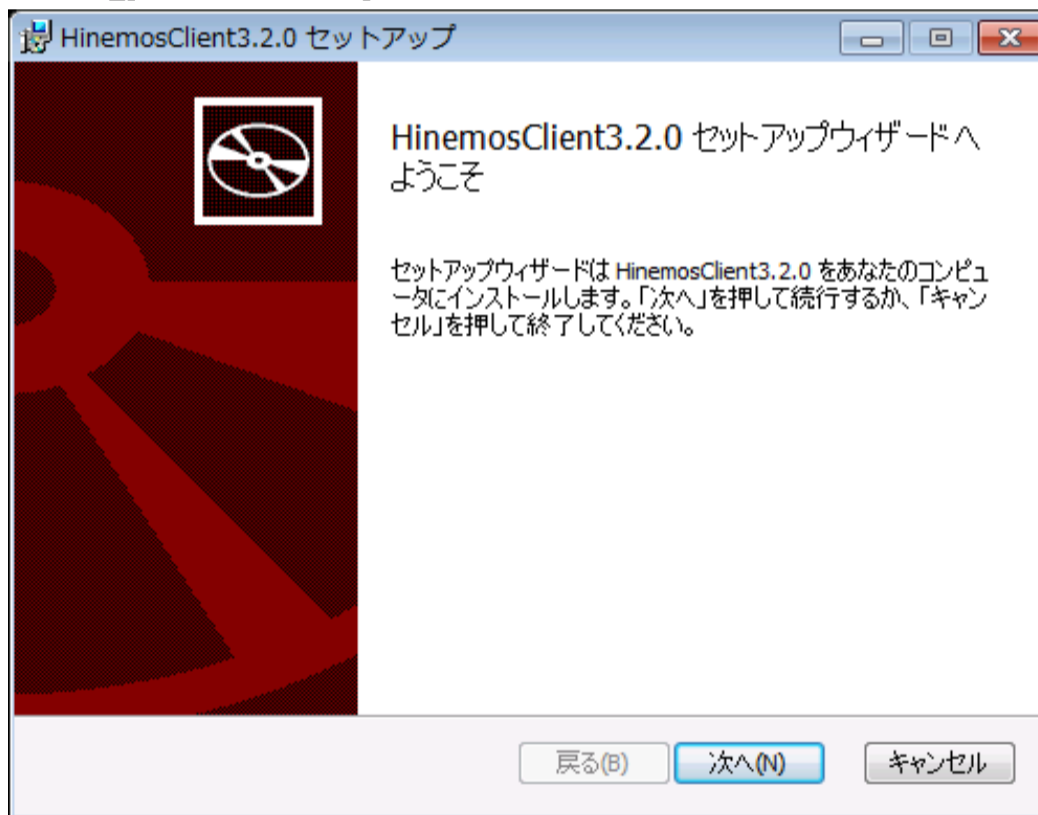 HinemosClient3.2.0 セットアップ
HinemosClient3.2.0 セットアップウィザードへ
ようこそ
セットアップウィザードは HinemosClient3.2.0 をあなたのコンピュ
ータにインストールします。「次へ」を押して続行するか、「キャン
セル」を押して終了してください。
戻る(B) 次へ(N) キャンセル